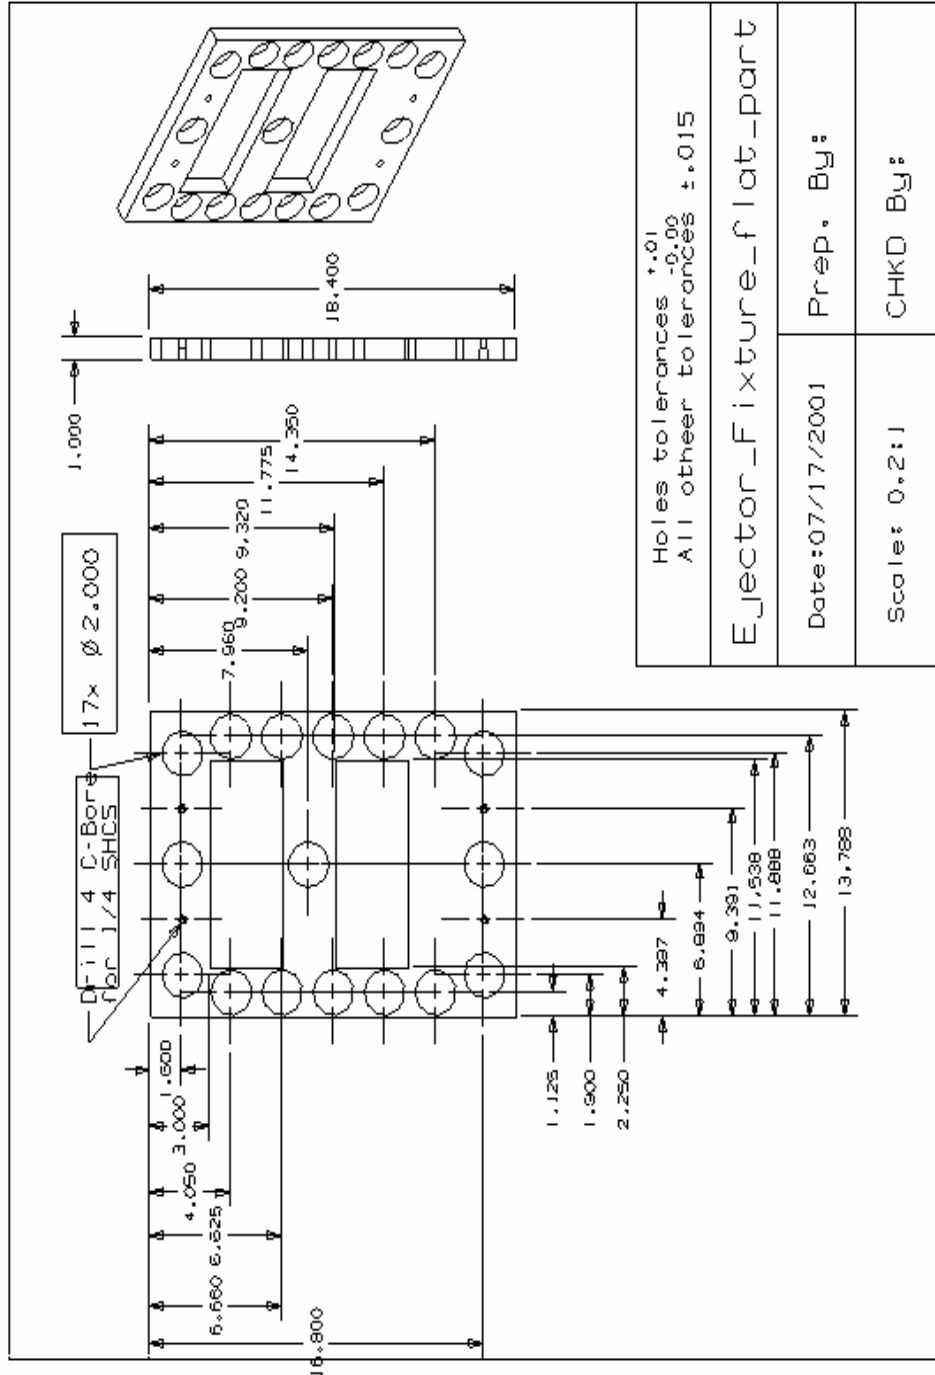 1.000
18.400
17x Ø2.000
Drill 4 C-Bore
for 1/4 SHCS
1.600
3.000
4.050
6.625
6.660
16.800
7.960
9.200
9.320
11.775
14.350
1.125
1.900
2.250
4.397
6.894
9.391
11.538
11.888
12.663
13.788
Holes tolerances +.01 -0.00
All otheer tolerances ±.015
Ejector_Fixture_flat_part
Date:07/17/2001
Prep. By:
Scale: 0.2:1
CHKD By: